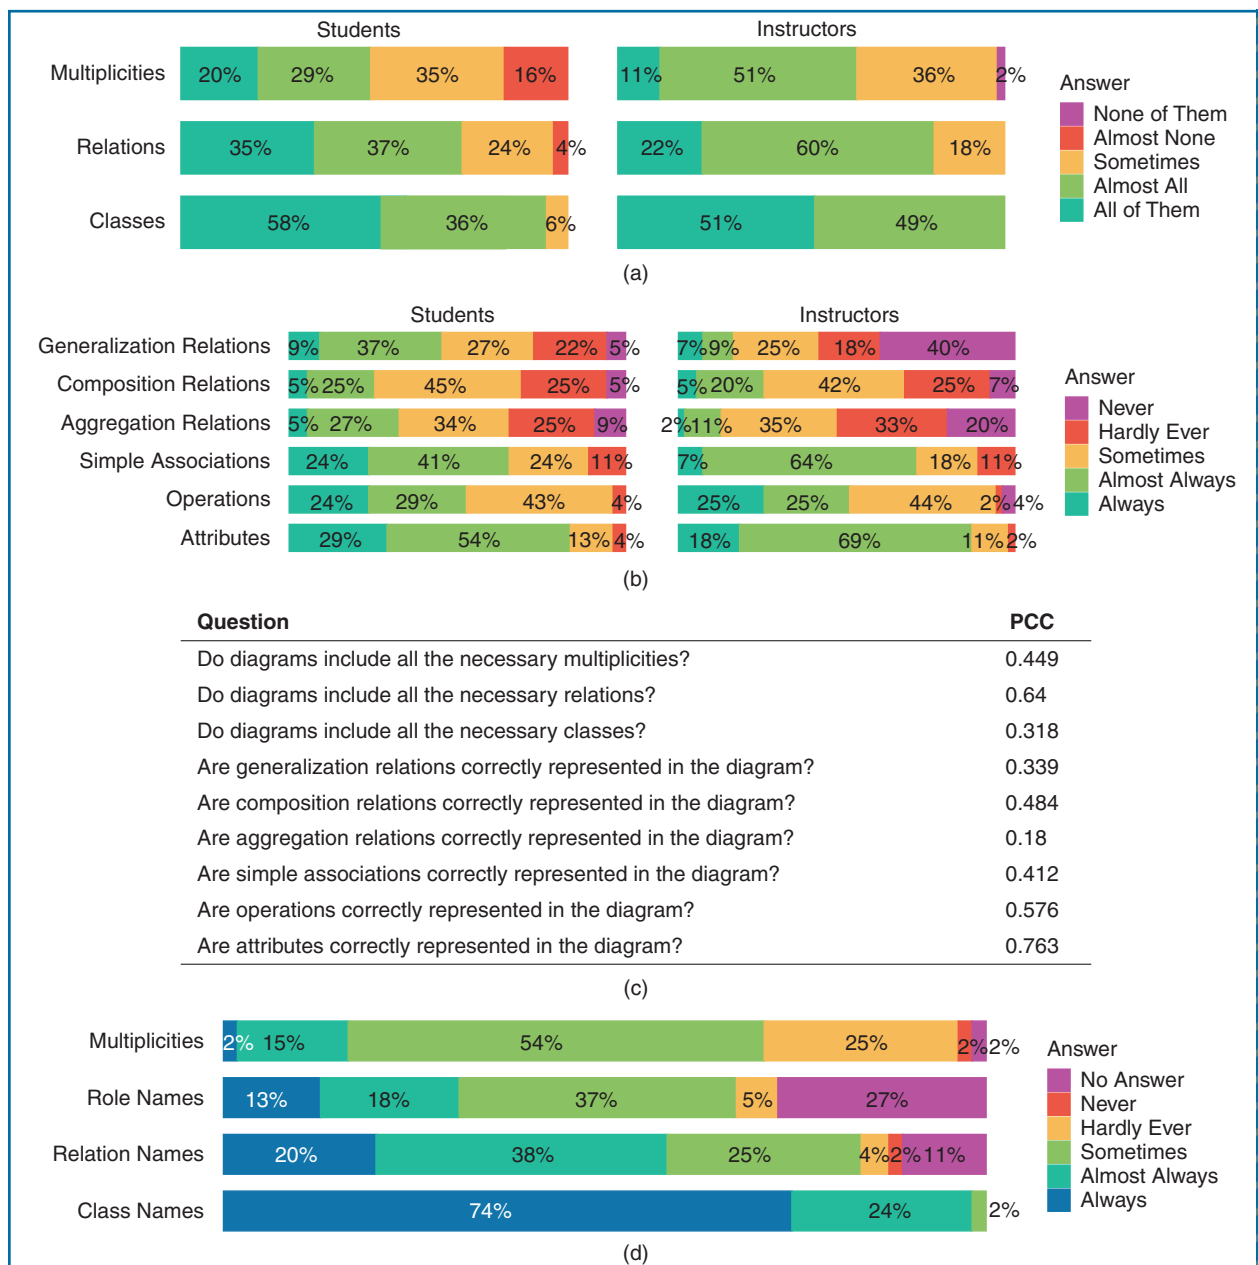 Students Instructors
Multiplicities 20% 29% 35% 16% 11% 51% 36% 2%
Answer
None of Them
Almost None
Sometimes
Almost All
All of Them
Relations 35% 37% 24% 4% 22% 60% 18%
Classes 58% 36% 6% 51% 49%
(a)
Students Instructors
Generalization Relations 9% 37% 27% 22% 5% 7% 9% 25% 18% 40%
Composition Relations 5% 25% 45% 25% 5% 5% 20% 42% 25% 7%
Aggregation Relations 5% 27% 34% 25% 9% 2% 11% 35% 33% 20%
Simple Associations 24% 41% 24% 11% 7% 64% 18% 11%
Operations 24% 29% 43% 4% 25% 25% 44% 2% 4%
Attributes 29% 54% 13% 4% 18% 69% 11% 2%
Answer
Never
Hardly Ever
Sometimes
Almost Always
Always
(b)
Question PCC
Do diagrams include all the necessary multiplicities? 0.449
Do diagrams include all the necessary relations? 0.64
Do diagrams include all the necessary classes? 0.318
Are generalization relations correctly represented in the diagram? 0.339
Are composition relations correctly represented in the diagram? 0.484
Are aggregation relations correctly represented in the diagram? 0.18
Are simple associations correctly represented in the diagram? 0.412
Are operations correctly represented in the diagram? 0.576
Are attributes correctly represented in the diagram? 0.763
(c)
Multiplicities 2% 15% 54% 25% 2% 2%
Role Names 13% 18% 37% 5% 27%
Relation Names 20% 38% 25% 4% 2% 11%
Class Names 74% 24% 2%
Answer
No Answer
Never
Hardly Ever
Sometimes
Almost Always
Always
(d)